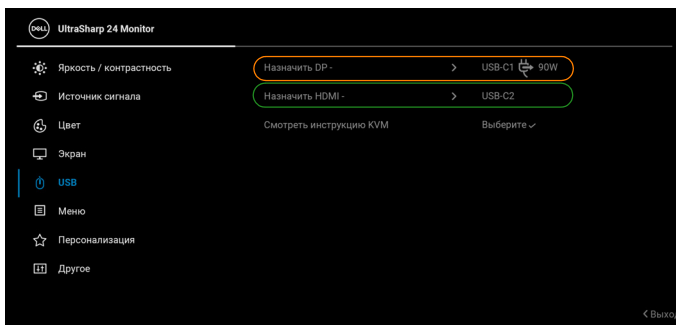 DELL UltraSharp 24 Monitor
Яркость / контрастность
Назначить DP - > USB-C1 90W
Источник сигнала
Назначить HDMI - > USB-C2
Цвет
Смотреть инструкцию KVM Выберите ✓
Экран
USB
Меню
Персонализация
Другое
< Выхо